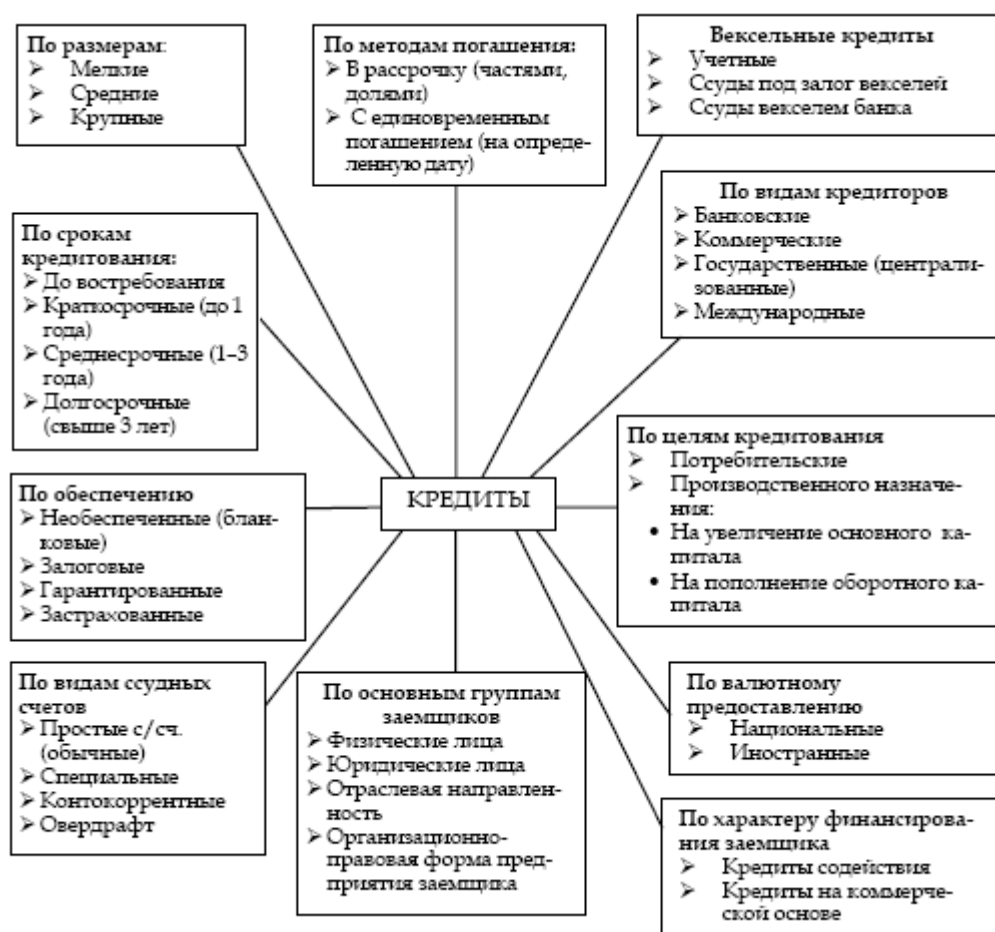 По размерам:
➢ Мелкие
➢ Средние
➢ Крупные
По методам погашения:
➢ В рассрочку (частями,
долями)
➢ С единовременным
погашением (на опреде-
ленную дату)
Вексельные кредиты
➢ Учетные
➢ Ссуды под залог векселей
➢ Ссуды векселем банка
По видам кредиторов
➢ Банковские
➢ Коммерческие
➢ Государственные (централи-
зованные)
➢ Международные
По срокам
кредитования:
➢ До востребования
➢ Краткосрочные (до 1
года)
➢ Среднесрочные (1–3
года)
➢ Долгосрочные
(свыше 3 лет)
По целям кредитования
➢ Потребительские
➢ Производственного назначе-
ния:
• На увеличение основного ка-
питала
• На пополнение оборотного ка-
питала
КРЕДИТЫ
По обеспечению
➢ Необеспеченные (блан-
ковые)
➢ Залоговые
➢ Гарантированные
➢ Застрахованные
По видам ссудных
счетов
➢ Простые с/сч.
(обычные)
➢ Специальные
➢ Контокоррентные
➢ Овердрафт
По основным группам
заемщиков
➢ Физические лица
➢ Юридические лица
➢ Отраслевая направлен-
ность
➢ Организационно-
правовая форма пред-
приятия заемщика
По валютному
предоставлению
➢ Национальные
➢ Иностранные
По характеру финансирова-
ния заемщика
➢ Кредиты содействия
➢ Кредиты на коммерче-
ской основе